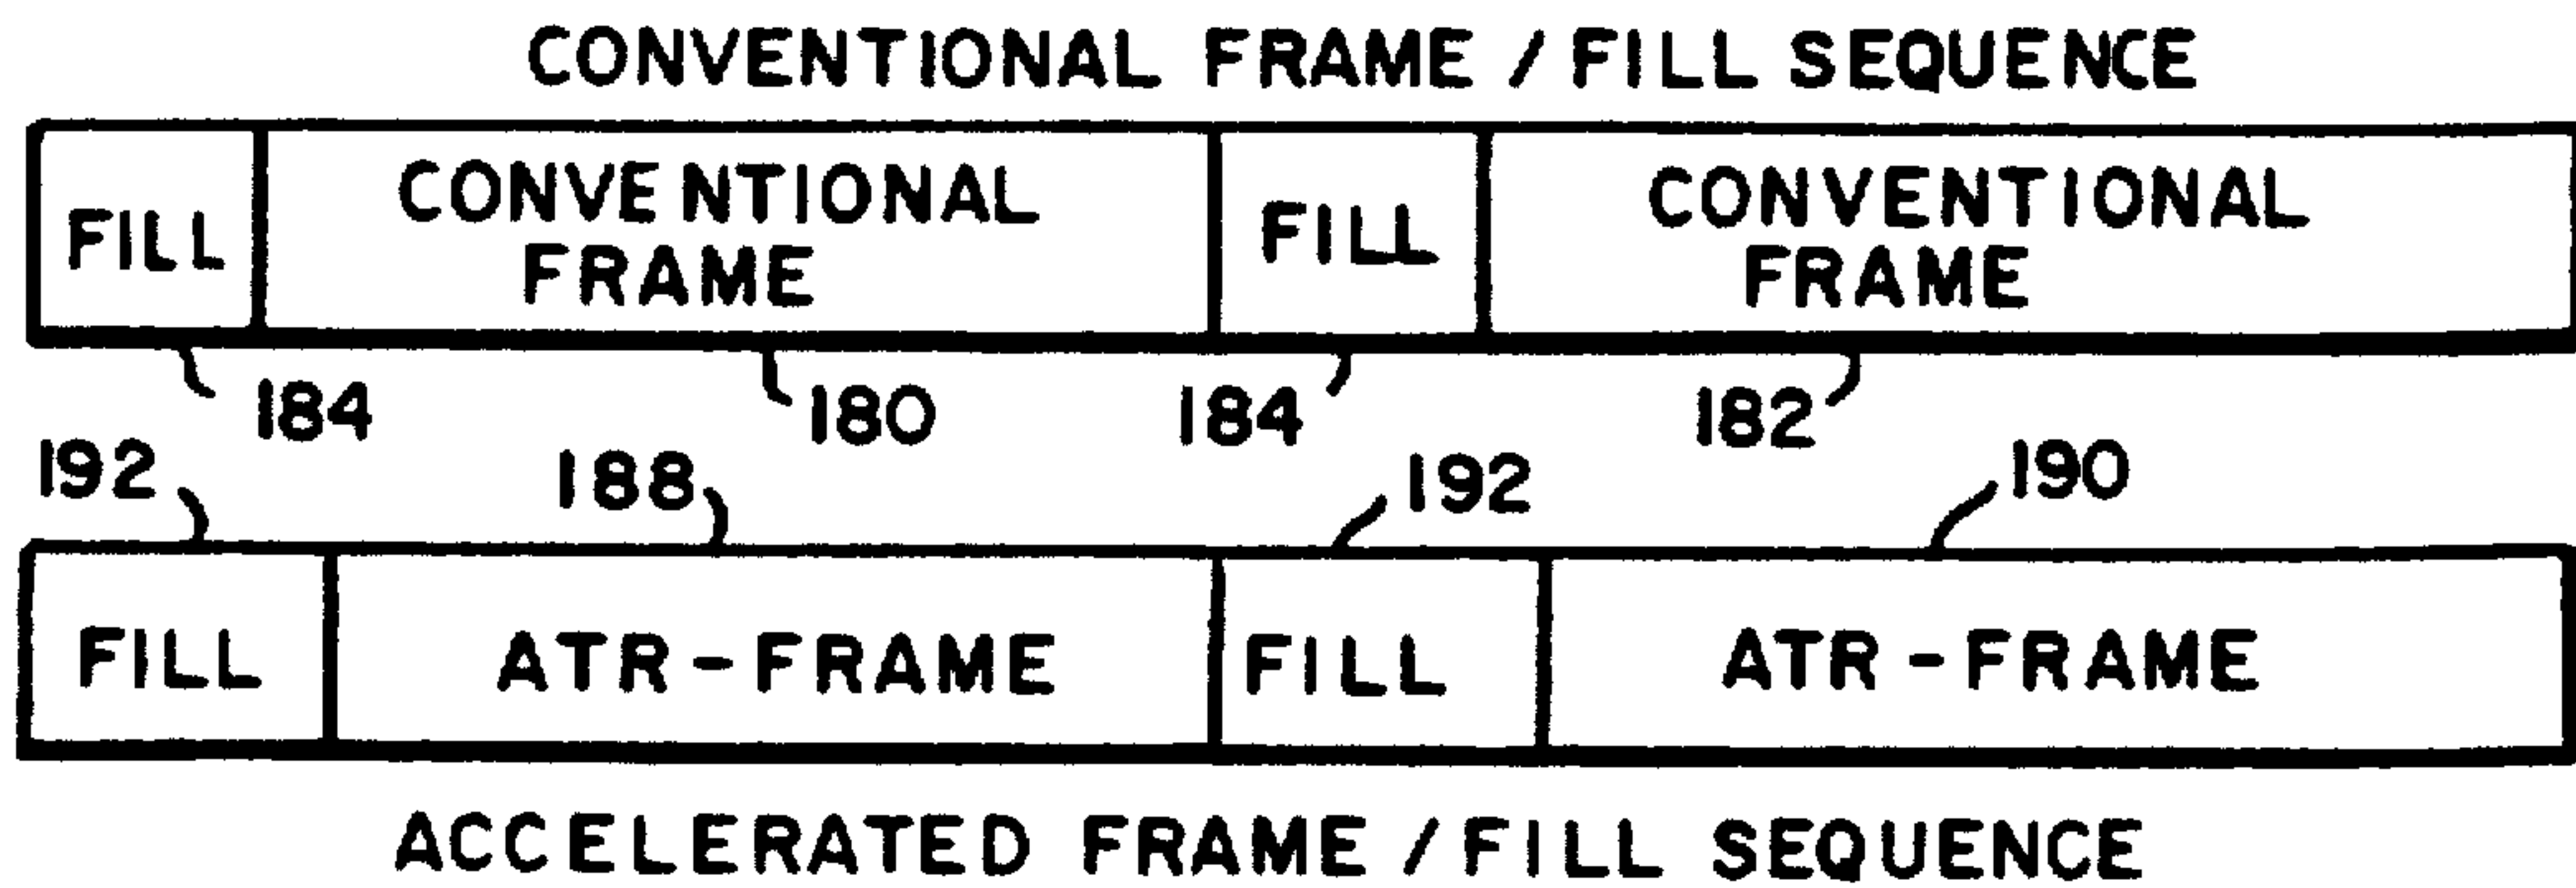 CONVENTIONAL FRAME / FILL SEQUENCE
FILL
CONVENTIONAL
FRAME
FILL
CONVENTIONAL
FRAME
184
180
184
182
192
188
192
190
FILL
ATR-FRAME
FILL
ATR-FRAME
ACCELERATED FRAME / FILL SEQUENCE